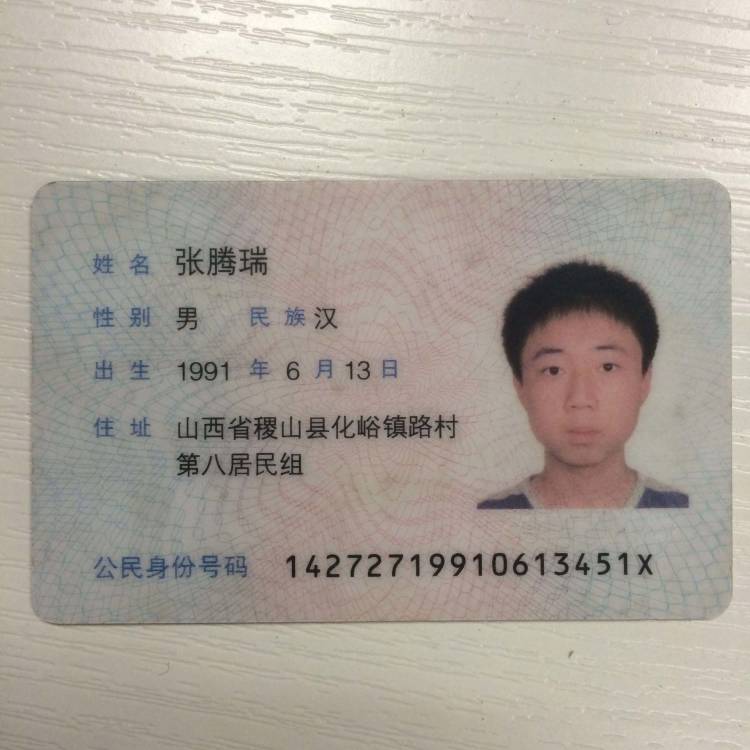 姓名 张腾瑞
性别 男 民族 汉
出生 1991 年 6 月 13 日
住址 山西省稷山县化峪镇路村
第八居民组
公民身份号码 14272719910613451X